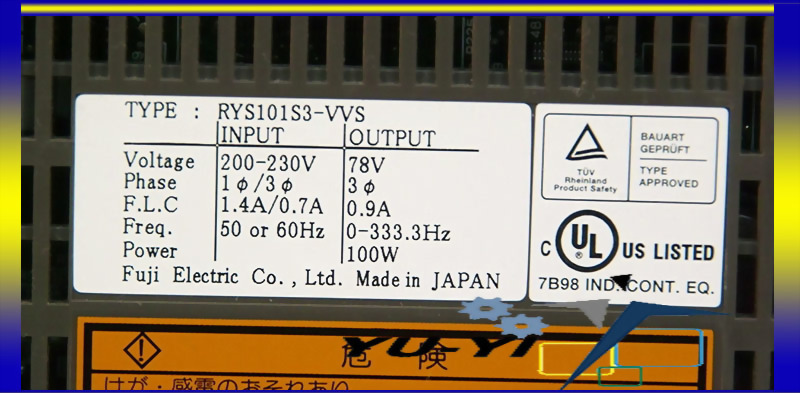 TYPE : RYS101S3-VVS
INPUT OUTPUT
Voltage 200-230V 78V
Phase 1φ/3φ 3φ
F.L.C 1.4A/0.7A 0.9A
Freq. 50 or 60Hz 0-333.3Hz
Power 100W
Fuji Electric Co., Ltd. Made in JAPAN
TÜV
Rheinland
Product Safety
BAUART
GEPRÜFT
TYPE
APPROVED
C UL US LISTED
®
7B98 IND. CONT. EQ.
危険
YU-YI
けが・感電のおそれあり